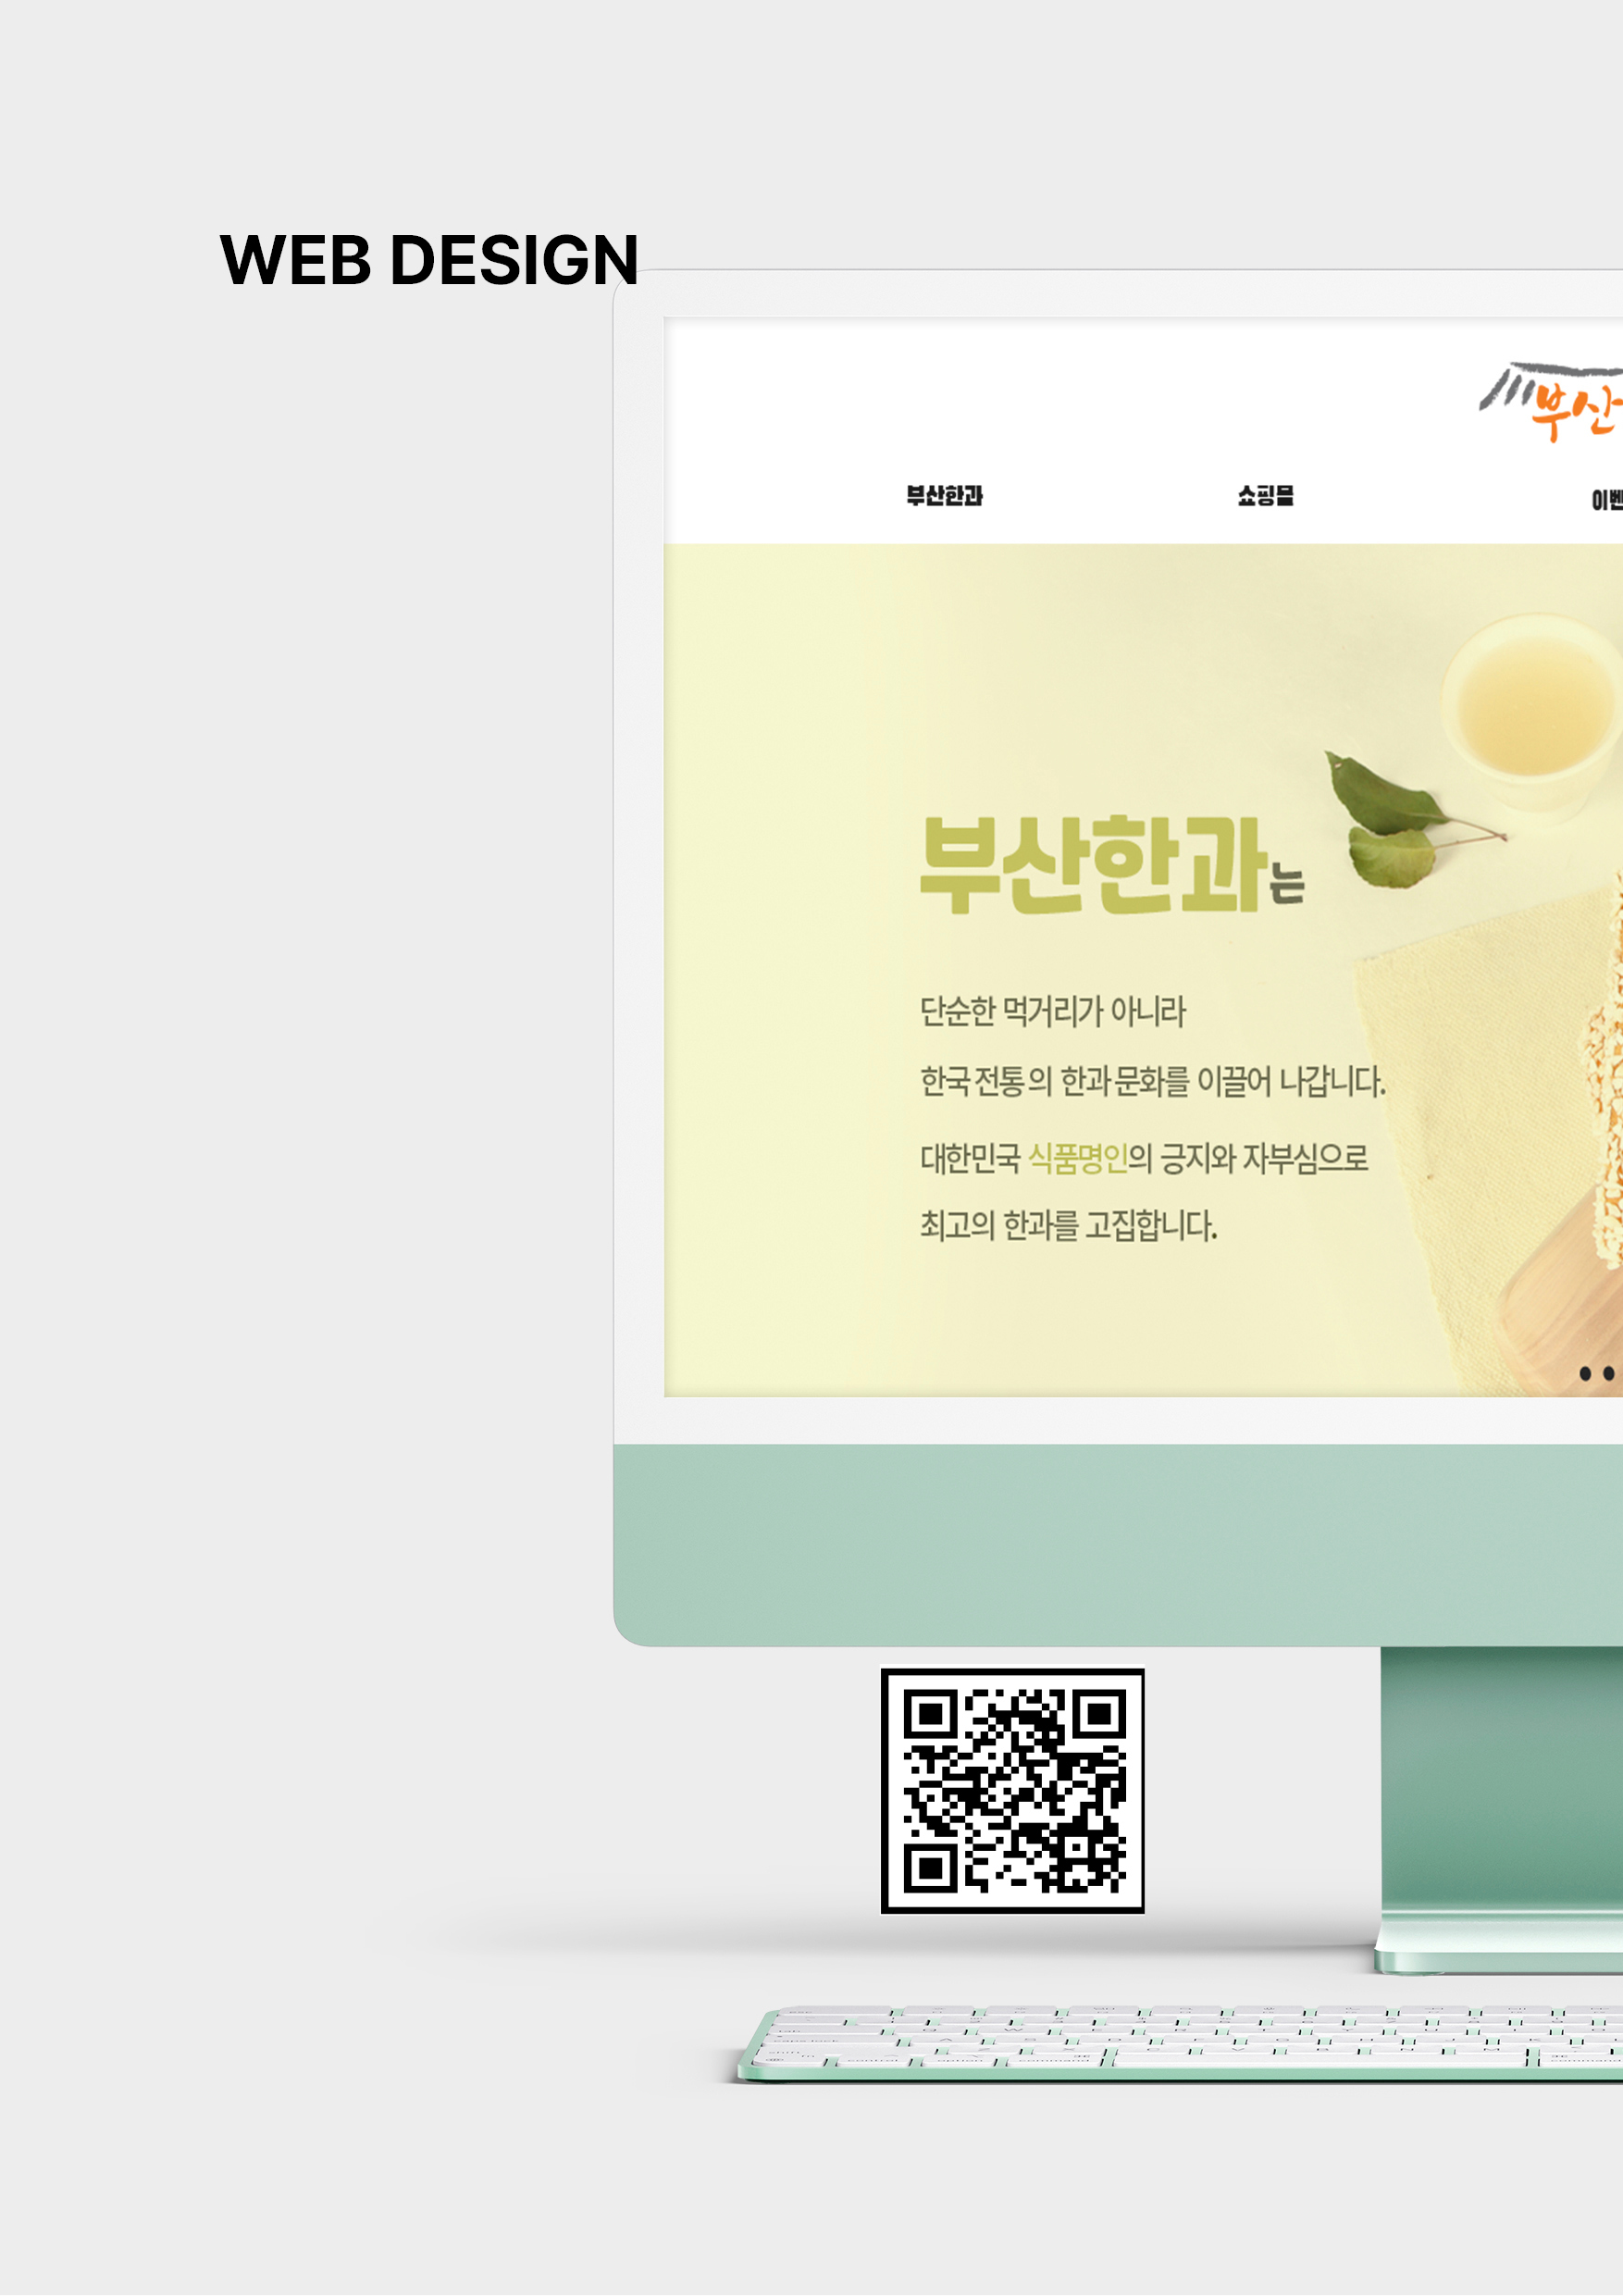 WEB DESIGN
부산
부산한과
쇼핑몰
이벤
부산한과는
단순한 먹거리가 아니라
한국전통의 한과문화를 이끌어 나갑니다.
대한민국 식품명인의 긍지와 자부심으로
최고의 한과를 고집합니다.